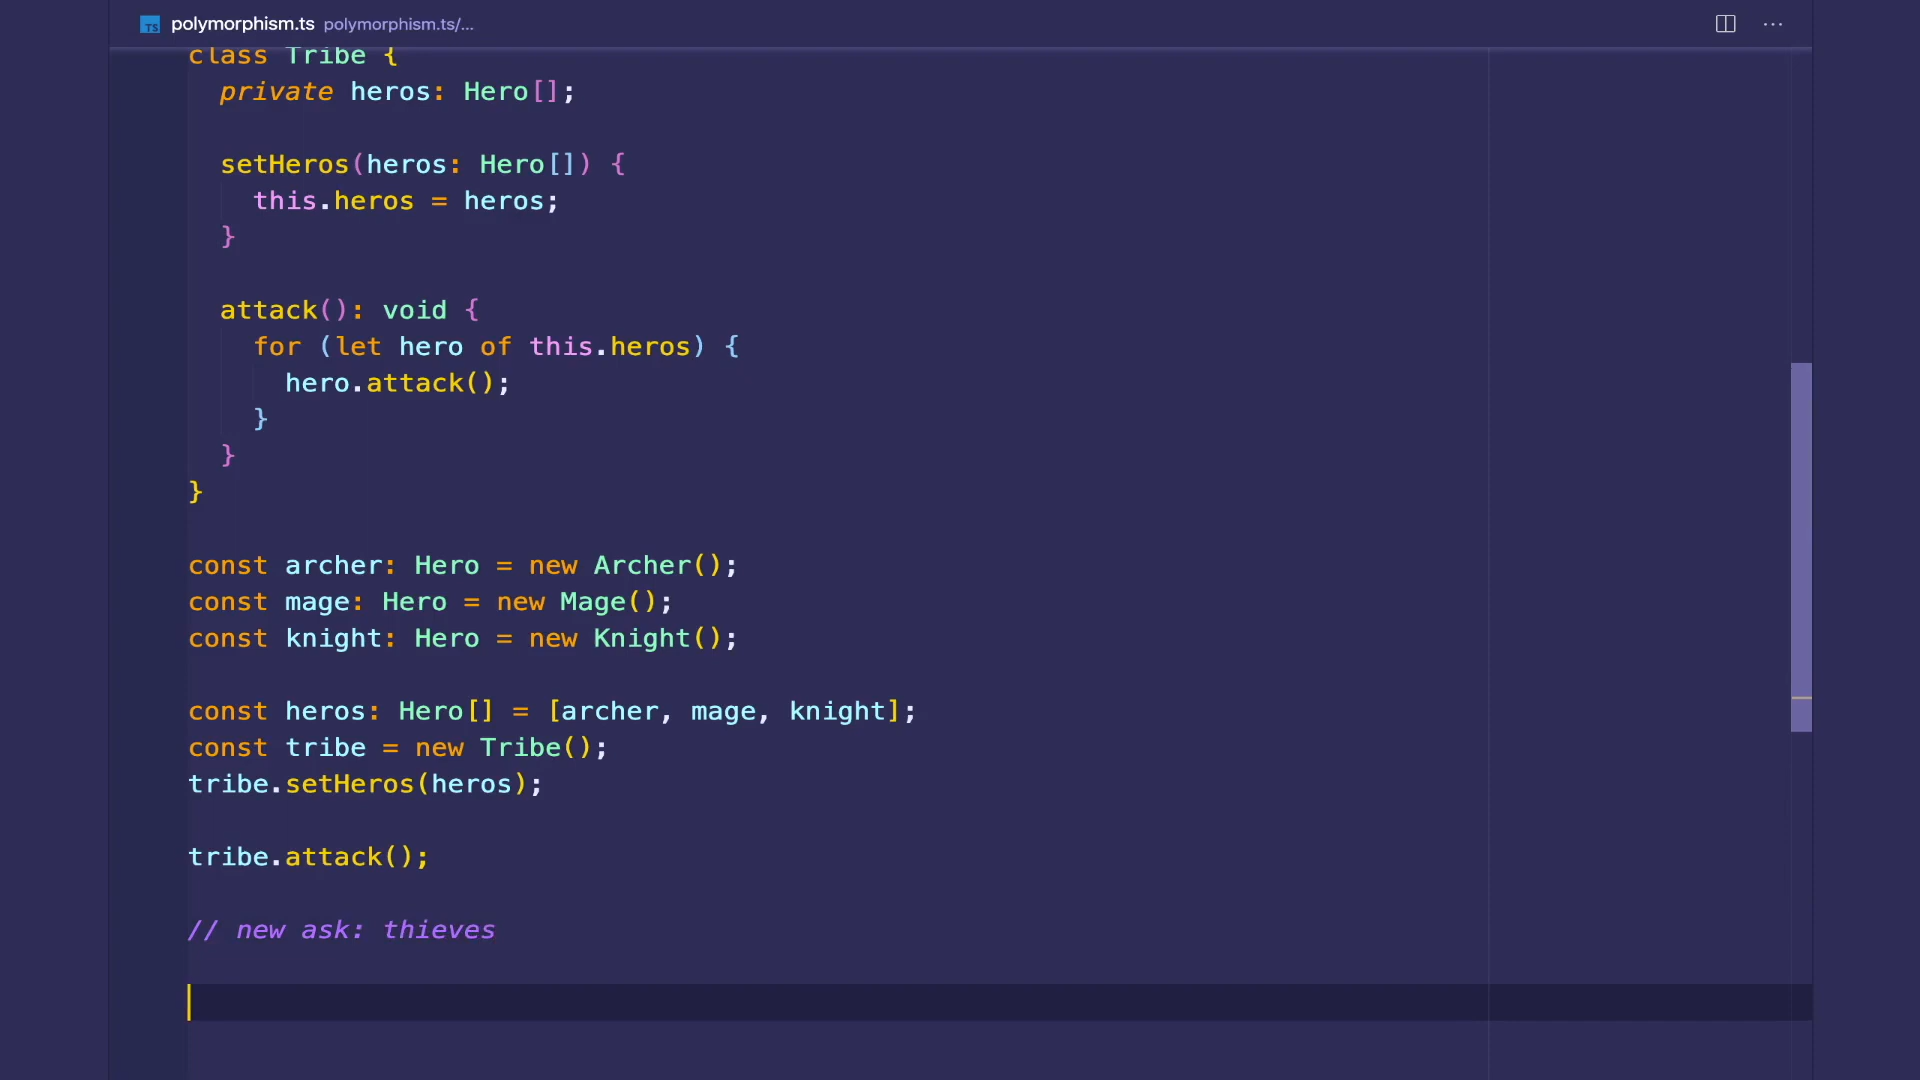 TS polymorphism.ts polymorphism.ts/...
class Tribe {
  private heros: Hero[];

  setHeros(heros: Hero[]) {
    this.heros = heros;
  }

  attack(): void {
    for (let hero of this.heros) {
      hero.attack();
    }
  }
}

const archer: Hero = new Archer();
const mage: Hero = new Mage();
const knight: Hero = new Knight();

const heros: Hero[] = [archer, mage, knight];
const tribe = new Tribe();
tribe.setHeros(heros);

tribe.attack();

// new ask: thieves